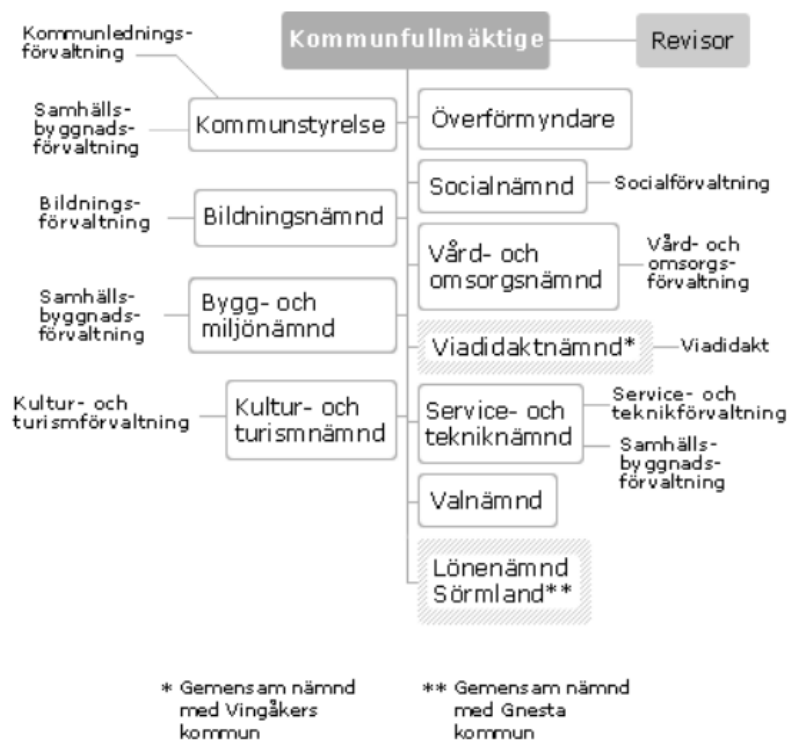 Kommunlednings-
förvaltning
Kommunfullmäktige
Revisor
Samhälls-
byggnads-
förvaltning
Kommunstyrelse
Överförmyndare
Socialnämnd
Socialförvaltning
Bildnings-
förvaltning
Bildningsnämnd
Vård- och
omsorgsnämnd
Vård- och
omsorgs-
förvaltning
Samhälls-
byggnads-
förvaltning
Bygg- och
miljönämnd
Viadidaktnämnd*
Viadidakt
Kultur- och
turismförvaltning
Kultur- och
turismnämnd
Service- och
tekniknämnd
Service- och
teknikförvaltning
Samhälls-
byggnads-
förvaltning
Valnämnd
Lönenämnd
Sörmland**
* Gemensam nämnd
med Vingåkers
kommun
** Gemensam nämnd
med Gnesta
kommun